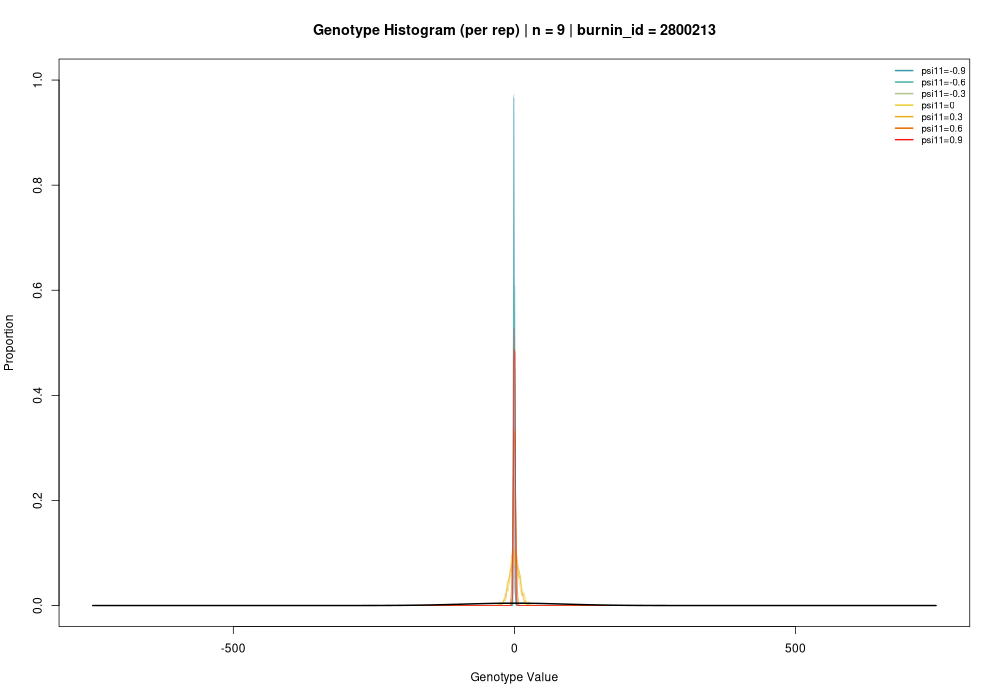 Genotype Histogram (per rep) | n = 9 | burnin_id = 2800213
psi11=-0.9
psi11=-0.6
psi11=-0.3
psi11=0
psi11=0.3
psi11=0.6
psi11=0.9
1.0
0.8
0.6
0.4
0.2
0.0
Proportion
-500
0
500
Genotype Value